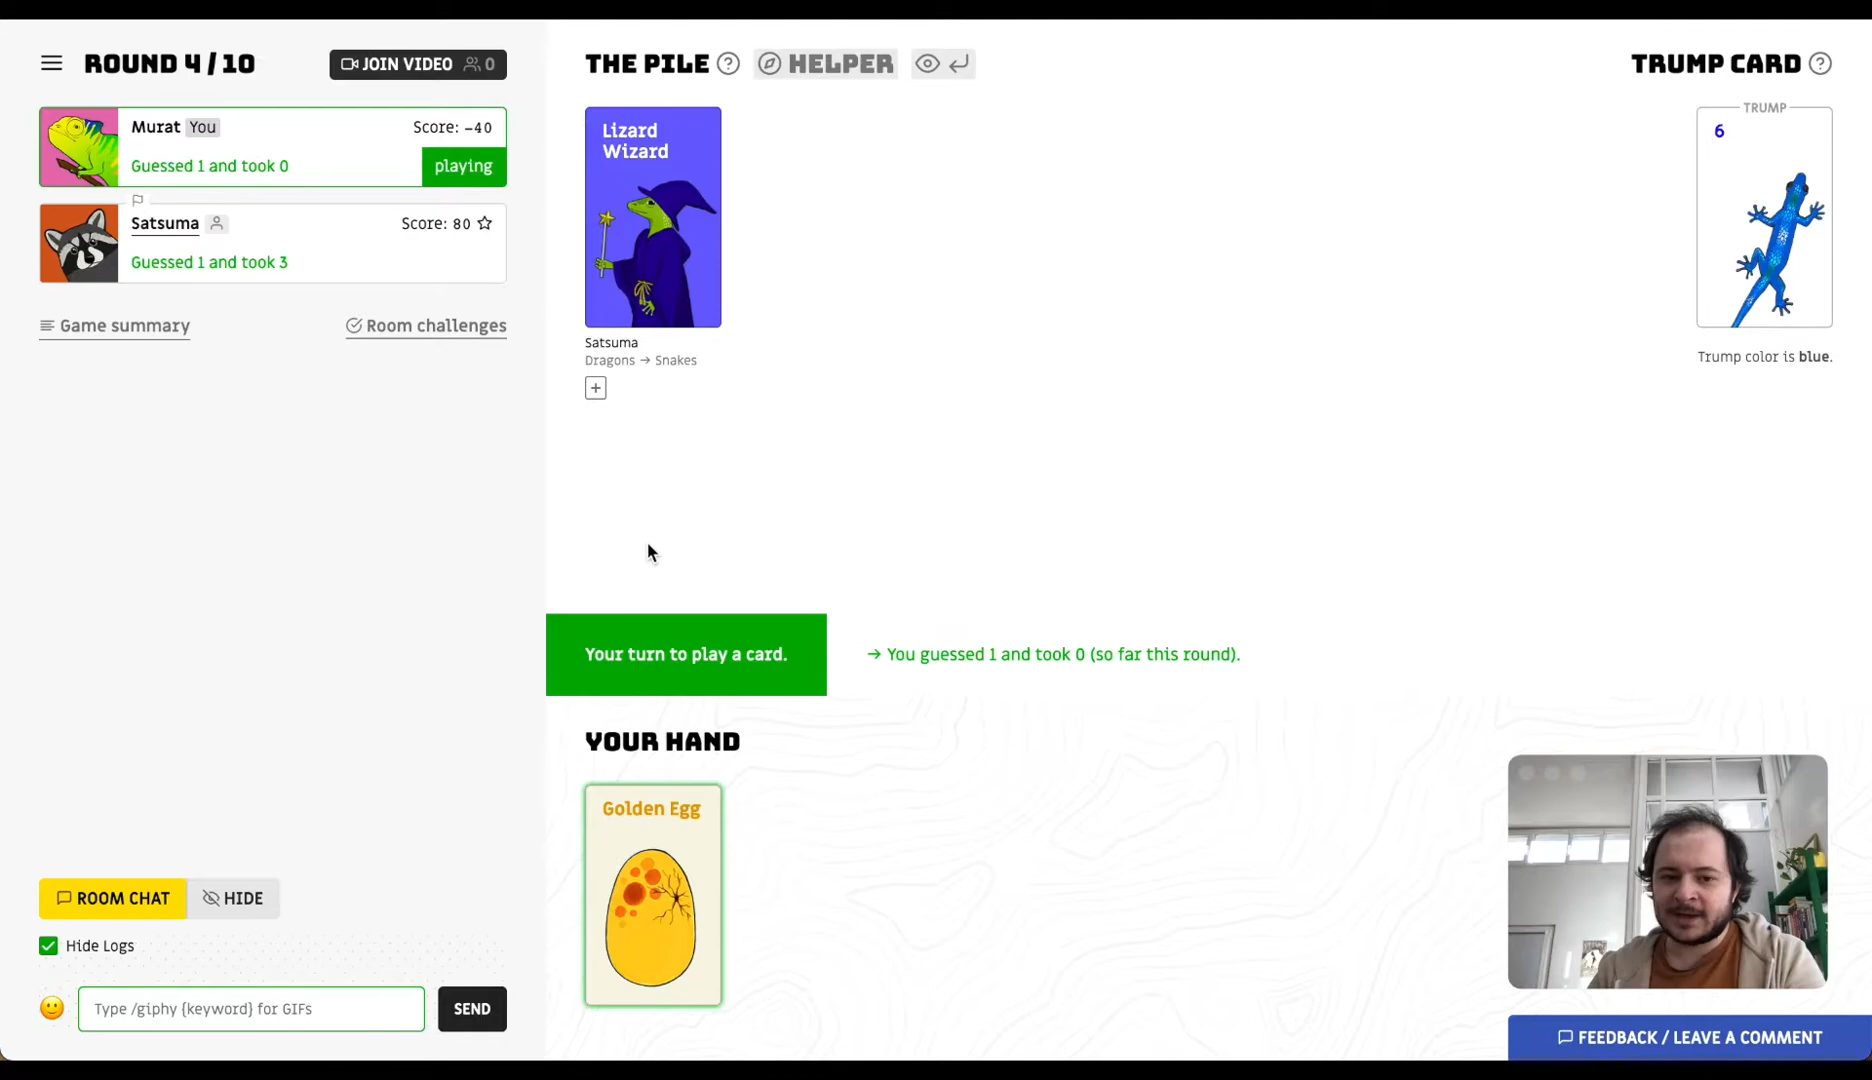 ROUND 4 / 10
JOIN VIDEO 0
Murat You
Score: -40
Guessed 1 and took 0
playing
Satsuma
Score: 80
Guessed 1 and took 3
Game summary
Room challenges
THE PILE ? HELPER
Lizard
Wizard
Satsuma
Dragons → Snakes
+
TRUMP CARD ?
TRUMP
6
Trump color is blue.
Your turn to play a card.
→ You guessed 1 and took 0 (so far this round).
YOUR HAND
Golden Egg
ROOM CHAT
HIDE
Hide Logs
Type /giphy {keyword} for GIFs
SEND
FEEDBACK / LEAVE A COMMENT